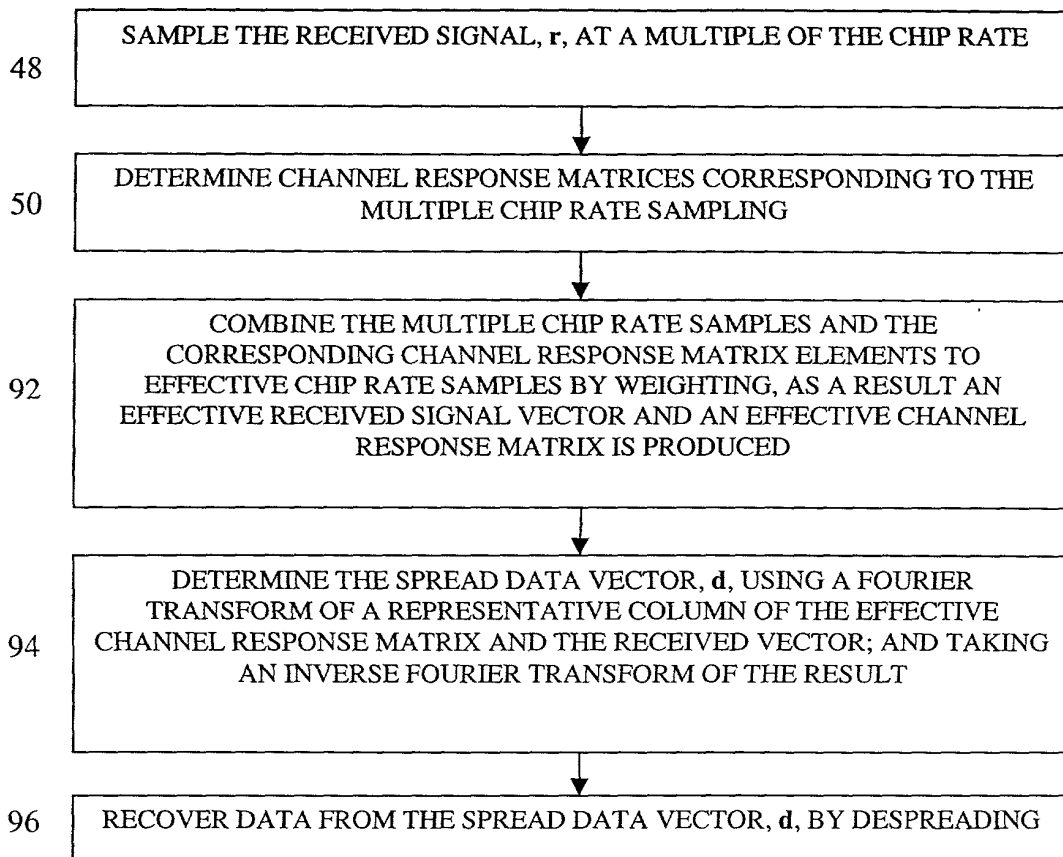 SAMPLE THE RECEIVED SIGNAL, r, AT A MULTIPLE OF THE CHIP RATE
48
DETERMINE CHANNEL RESPONSE MATRICES CORRESPONDING TO THE
MULTIPLE CHIP RATE SAMPLING
50
COMBINE THE MULTIPLE CHIP RATE SAMPLES AND THE
CORRESPONDING CHANNEL RESPONSE MATRIX ELEMENTS TO
EFFECTIVE CHIP RATE SAMPLES BY WEIGHTING, AS A RESULT AN
EFFECTIVE RECEIVED SIGNAL VECTOR AND AN EFFECTIVE CHANNEL
RESPONSE MATRIX IS PRODUCED
92
DETERMINE THE SPREAD DATA VECTOR, d, USING A FOURIER
TRANSFORM OF A REPRESENTATIVE COLUMN OF THE EFFECTIVE
CHANNEL RESPONSE MATRIX AND THE RECEIVED VECTOR; AND TAKING
AN INVERSE FOURIER TRANSFORM OF THE RESULT
94
RECOVER DATA FROM THE SPREAD DATA VECTOR, d, BY DESPREADING
96